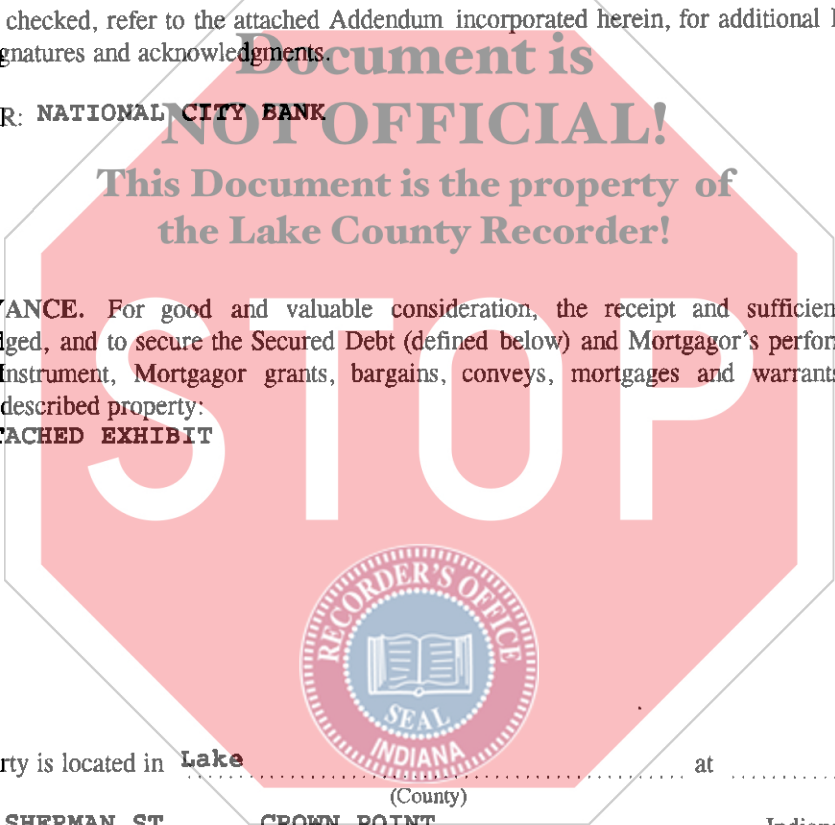 checked, refer to the attached Addendum incorporated herein, for additional
gnatures and acknowledgments.
Document is
R: NATIONAL CITY BANK
NOT OFFICIAL!
This Document is the property of
the Lake County Recorder!
ANCE. For good and valuable consideration, the receipt and sufficien
ged, and to secure the Secured Debt (defined below) and Mortgagor's perfor
Instrument, Mortgagor grants, bargains, conveys, mortgages and warrants
described property:
TACHED EXHIBIT
STOP
RECORDER'S OFFICE
SEAL
INDIANA
rty is located in Lake at
(County)
SHERMAN ST CROWN POINT Indiana